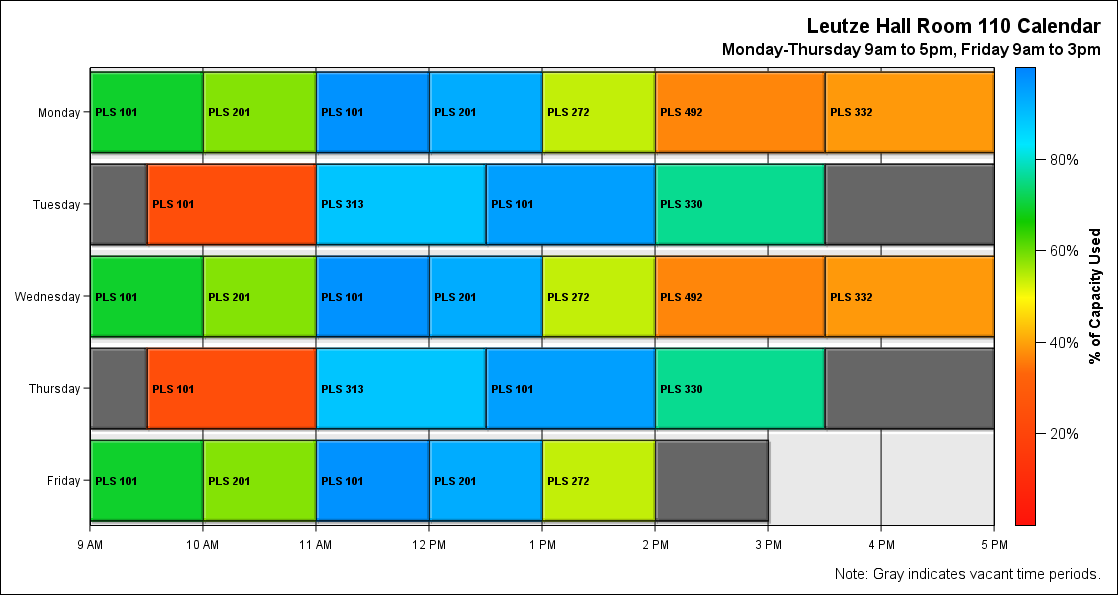 Leutze Hall Room 110 Calendar
Monday-Thursday 9am to 5pm, Friday 9am to 3pm
Monday
PLS 101
PLS 201
PLS 101
PLS 201
PLS 272
PLS 492
PLS 332
Tuesday
PLS 101
PLS 313
PLS 101
PLS 330
Wednesday
PLS 101
PLS 201
PLS 101
PLS 201
PLS 272
PLS 492
PLS 332
Thursday
PLS 101
PLS 313
PLS 101
PLS 330
Friday
PLS 101
PLS 201
PLS 101
PLS 201
PLS 272
9 AM
10 AM
11 AM
12 PM
1 PM
2 PM
3 PM
4 PM
5 PM
80%
60%
40%
20%
% of Capacity Used
Note: Gray indicates vacant time periods.